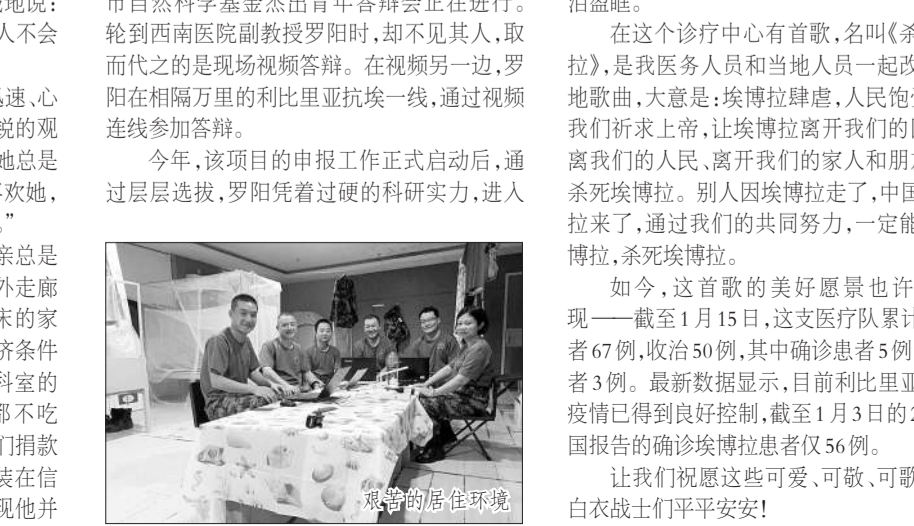 地说：
人不会
迅速、心
锐的观
她总是
喜欢她，
。”
亲总是
外走廊
床的家
济条件
科室的
都不吃
们捐款
装在信
现他并
市自然科学基金杰出青年答辩会正在进行。
轮到西南医院副教授罗阳时，却不见其人，取
而代之的是现场视频答辩。在视频另一边，罗
阳在相隔万里的利比里亚抗埃一线，通过视频
连线参加答辩。
今年，该项目的申报工作正式启动后，通
过层层选拔，罗阳凭着过硬的科研实力，进入
艰苦的居住环境
泪盈眶。
在这个诊疗中心有首歌，名叫《杀
拉》，是我医务人员和当地人员一起改
地歌曲，大意是：埃博拉肆虐，人民饱
我们祈求上帝，让埃博拉离开我们的
离我们的人民、离开我们的家人和朋
杀死埃博拉。别人因埃博拉走了，中国
拉来了，通过我们的共同努力，一定能
博拉，杀死埃博拉。
如今，这首歌的美好愿景也许
现——截至1月15日，这支医疗队累计
者67例，收治50例，其中确诊患者5例
者3例。最新数据显示，目前利比里亚
疫情已得到良好控制，截至1月3日的2
国报告的确诊埃博拉患者仅56例。
让我们祝愿这些可爱、可敬、可歌
白衣战士们平平安安！